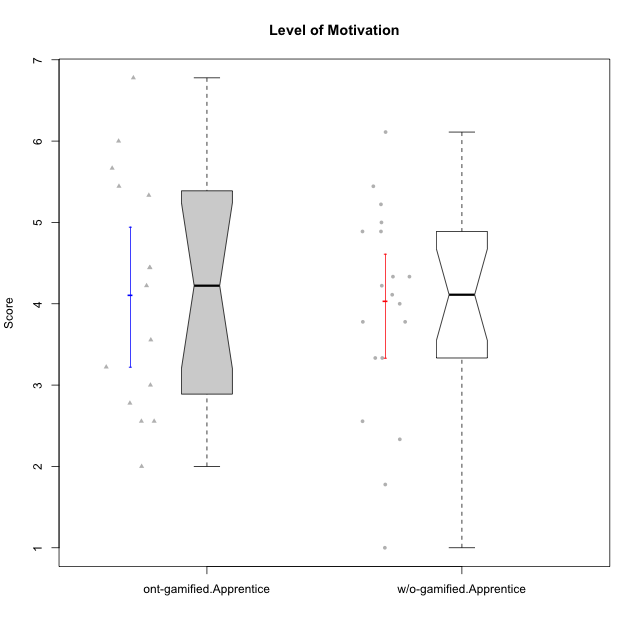 Level of Motivation
Score
7
6
5
4
3
2
1
ont-gamified.Apprentice
w/o-gamified.Apprentice